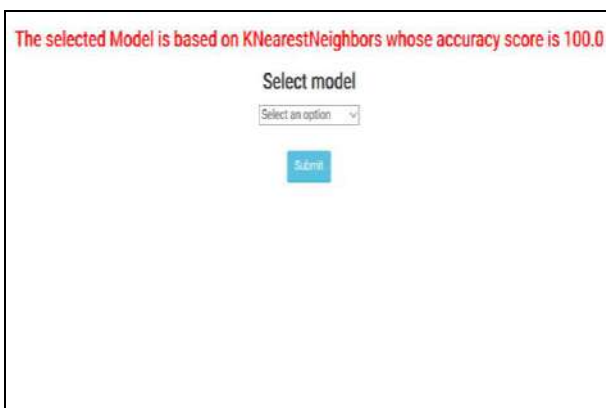 The selected Model is based on KNearestNeighbors whose accuracy score is 100.0
Select model
Select an option
Submit